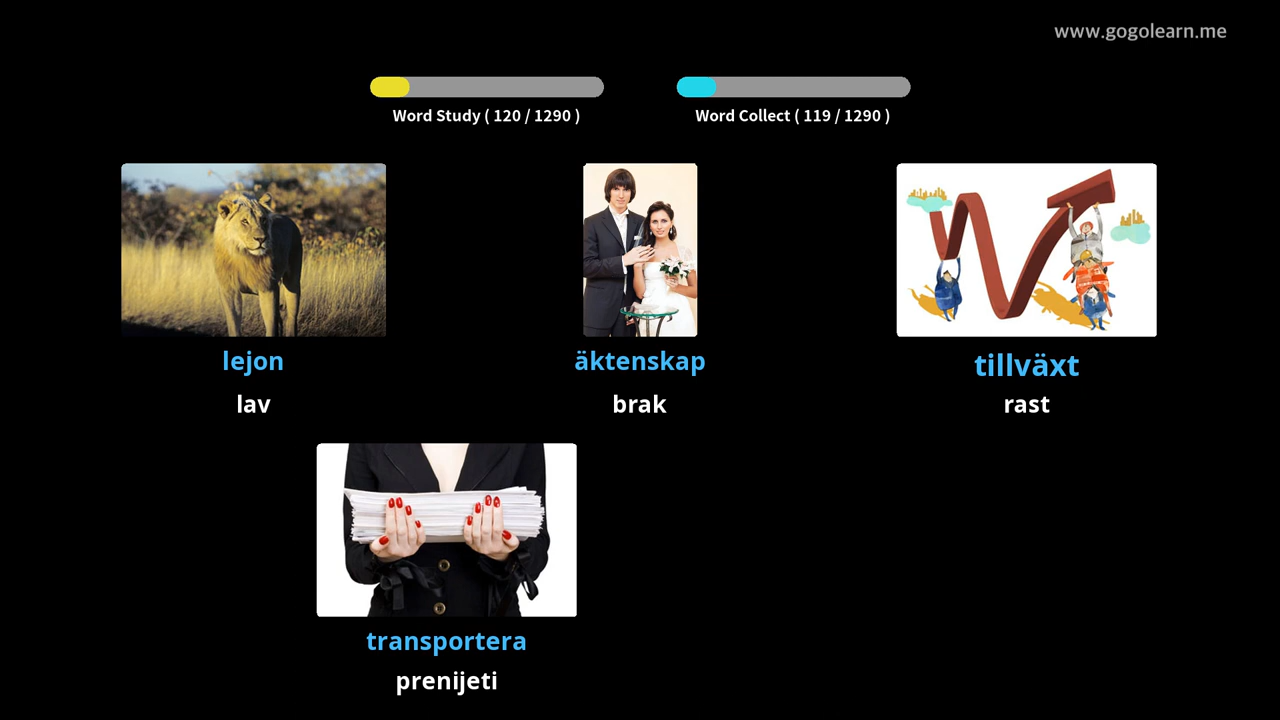 www.gogolearn.me
Word Study ( 120 / 1290 )
Word Collect ( 119 / 1290 )
lejon
äktenskap
tillväxt
lav
brak
rast
transportera
prenijeti